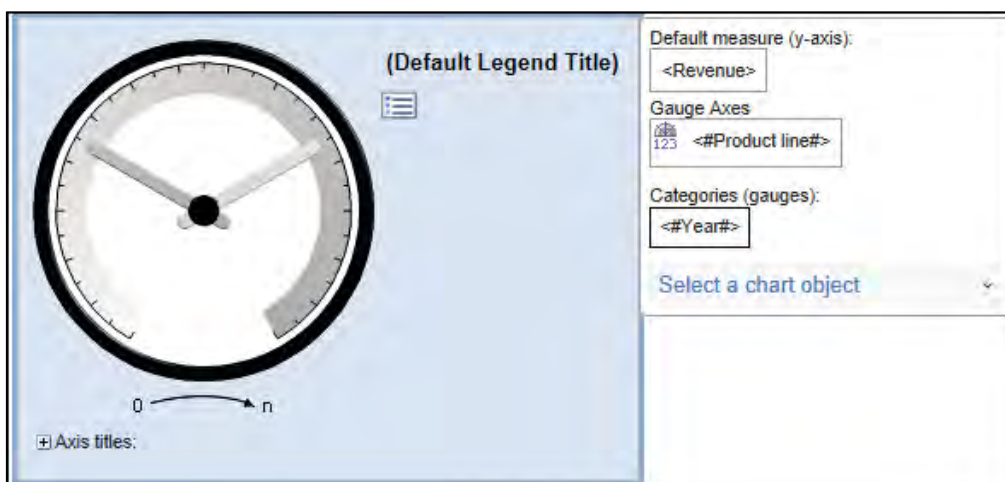 (Default Legend Title)
0 n
Axis titles:
Default measure (y-axis):
<Revenue>
Gauge Axes
123 <#Product line#>
Categories (gauges):
<#Year#>
Select a chart object